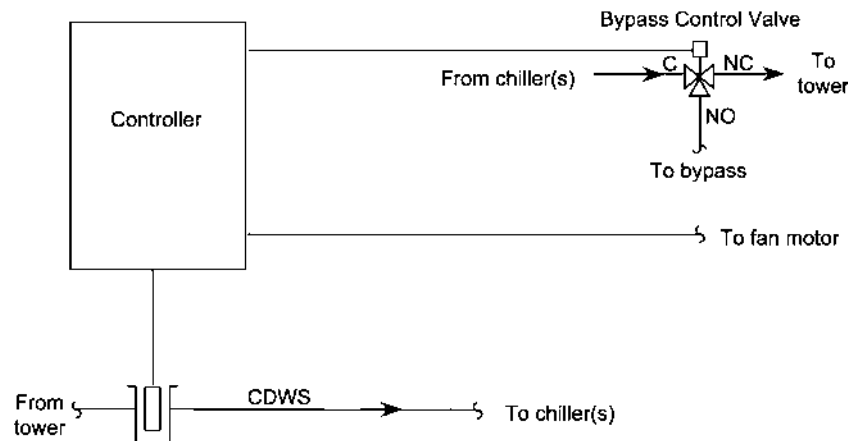 Bypass Control Valve
C
NC
To
tower
From chiller(s)
Controller
NO
To bypass
To fan motor
CDWS
From
tower
To chiller(s)